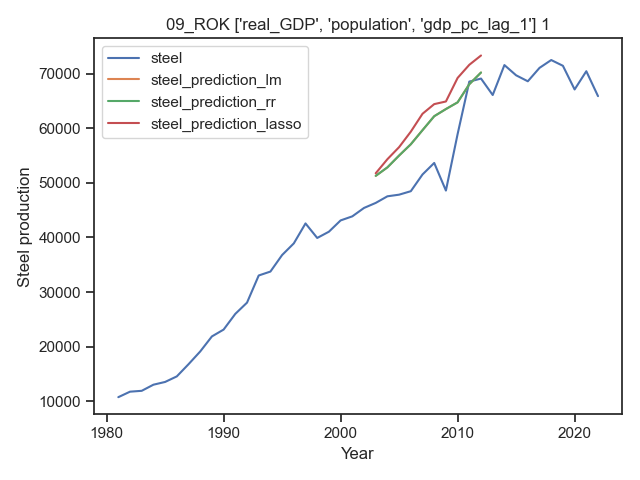 09_ROK ['real_GDP', 'population', 'gdp_pc_lag_1'] 1
steel
steel_prediction_lm
steel_prediction_rr
steel_prediction_lasso
70000
60000
50000
40000
30000
20000
10000
Steel production
1980
1990
2000
2010
2020
Year